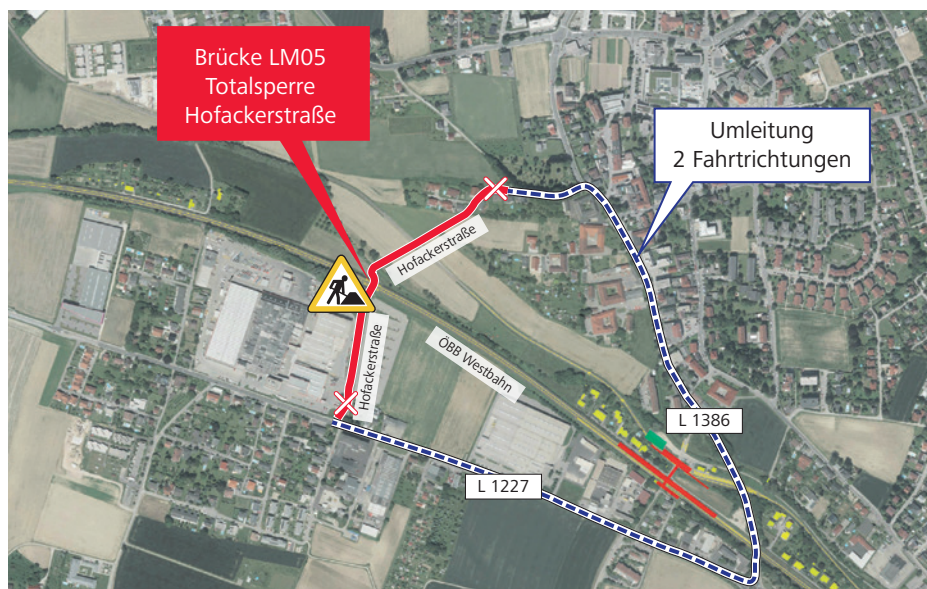 Brücke LM05
Totalsperre
Hofackerstraße
Umleitung
2 Fahrtrichtungen
Hofackerstraße
Hofackerstraße
ÖBB Westbahn
L 1386
L 1227